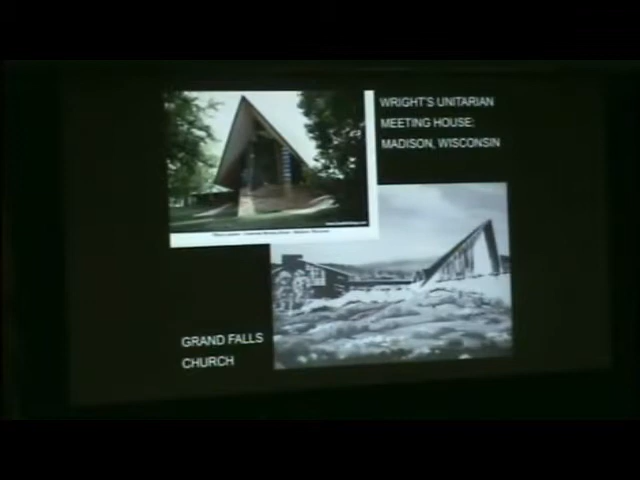 WRIGHT'S UNITARIAN
MEETING HOUSE;
MADISON, WISCONSIN
GRAND FALLS
CHURCH